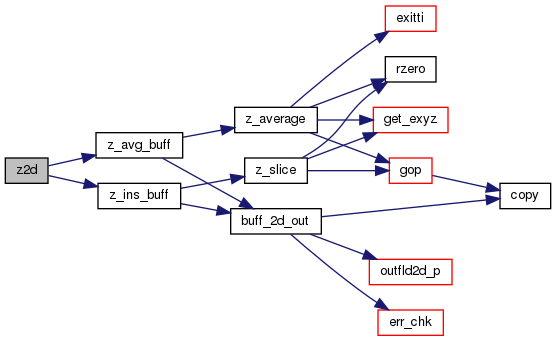 exitti
rzero
z_average
get_exyz
z_avg_buff
z2d
z_slice
gop
z_ins_buff
copy
buff_2d_out
outfld2d_p
err_chk